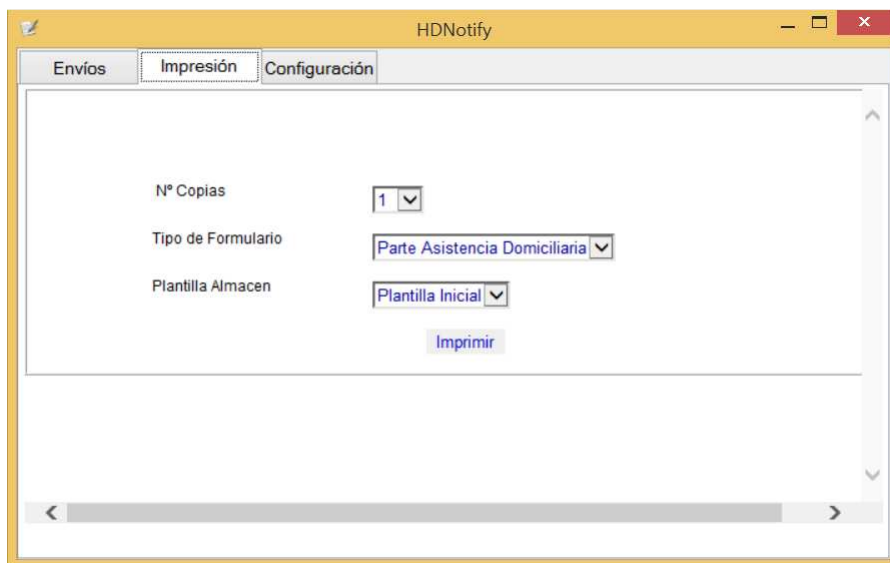 HDNotify
Envíos Impresión Configuración
Nº Copias 1
Tipo de Formulario Parte Asistencia Domiciliaria
Plantilla Almacen Plantilla Inicial
Imprimir